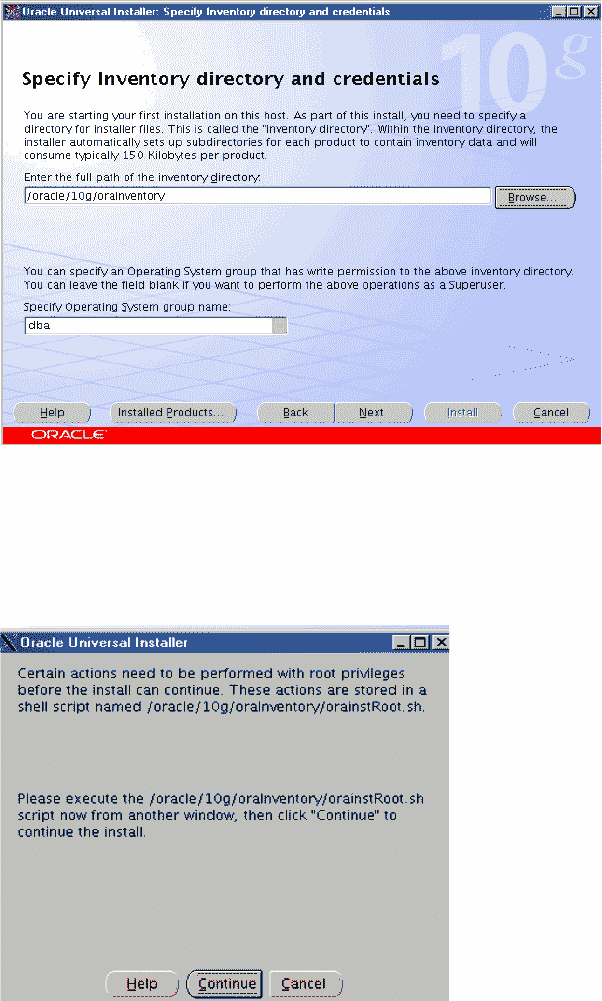 Oracle Universal Installer: Specify Inventory directory and credentials
10g
Specify Inventory directory and credentials
You are starting your first installation on this host. As part of this install, you need to specify a
directory for installer files. This is called the "inventory directory". Within the inventory directory, the
installer automatically sets up subdirectories for each product to contain inventory data and will
consume typically 150 Kilobytes per product.
Enter the full path of the inventory directory:
/oracle/10g/oraInventory
Browse...
You can specify an Operating System group that has write permission to the above inventory directory.
You can leave the field blank if you want to perform the above operations as a Superuser.
Specify Operating System group name:
dba
Help Installed Products... Back Next Install Cancel
ORACLE
Oracle Universal Installer
Certain actions need to be performed with root privileges
before the install can continue. These actions are stored in a
shell script named /oracle/10g/oraInventory/orainstRoot.sh.
Please execute the /oracle/10g/oraInventory/orainstRoot.sh
script now from another window, then click "Continue" to
continue the install.
Help Continue Cancel